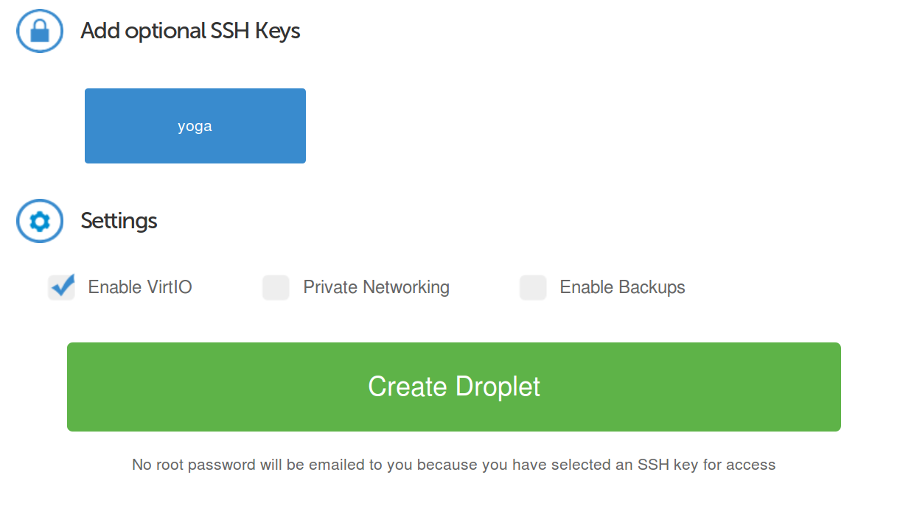 Add optional SSH Keys
yoga
Settings
Enable VirtIO Private Networking Enable Backups
Create Droplet
No root password will be emailed to you because you have selected an SSH key for access